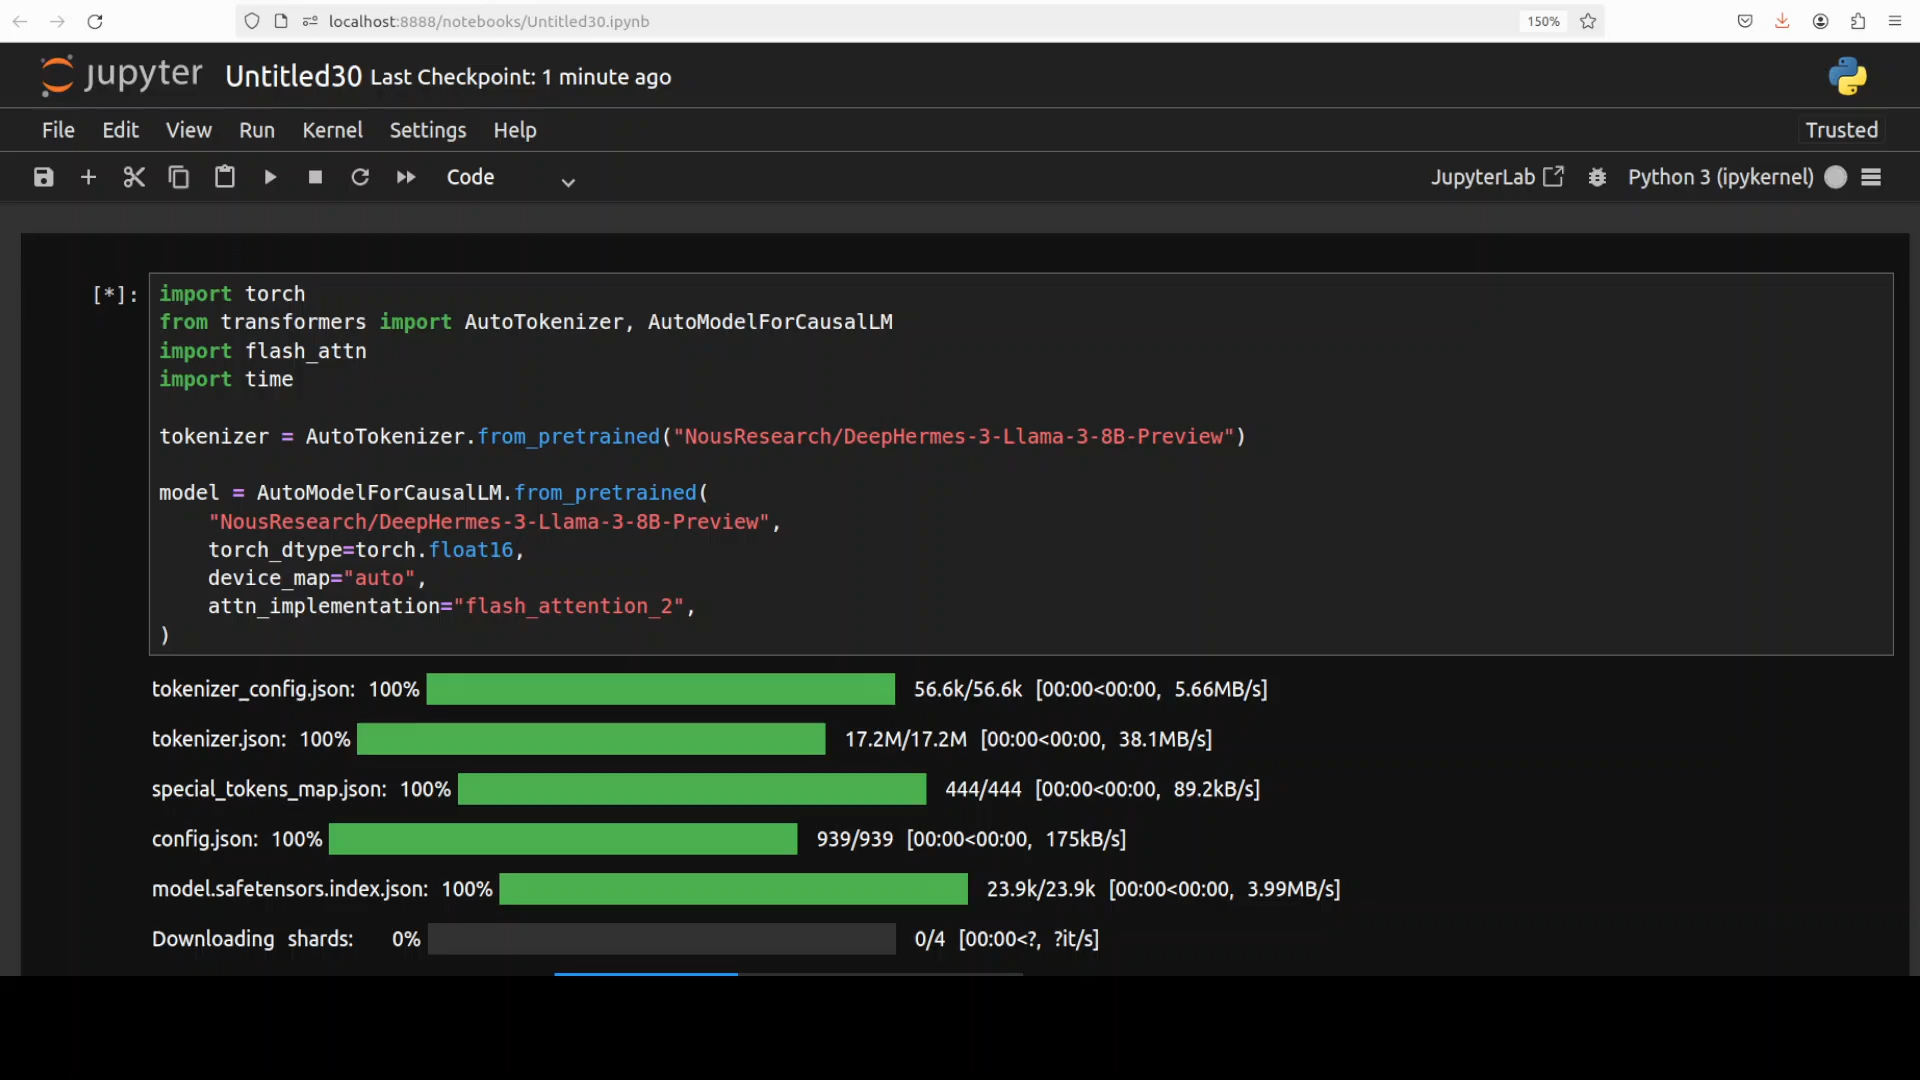 localhost:8888/notebooks/Untitled30.ipynb 150%
jupyter Untitled30 Last Checkpoint: 1 minute ago
File Edit View Run Kernel Settings Help Trusted
Code JupyterLab Python 3 (ipykernel)
[*]: import torch
from transformers import AutoTokenizer, AutoModelForCausalLM
import flash_attn
import time
tokenizer = AutoTokenizer.from_pretrained("NousResearch/DeepHermes-3-Llama-3-8B-Preview")
model = AutoModelForCausalLM.from_pretrained(
"NousResearch/DeepHermes-3-Llama-3-8B-Preview",
torch_dtype=torch.float16,
device_map="auto",
attn_implementation="flash_attention_2",
)
tokenizer_config.json: 100% 56.6k/56.6k [00:00<00:00, 5.66MB/s]
tokenizer.json: 100% 17.2M/17.2M [00:00<00:00, 38.1MB/s]
special_tokens_map.json: 100% 444/444 [00:00<00:00, 89.2kB/s]
config.json: 100% 939/939 [00:00<00:00, 175kB/s]
model.safetensors.index.json: 100% 23.9k/23.9k [00:00<00:00, 3.99MB/s]
Downloading shards: 0% 0/4 [00:00<?, ?it/s]